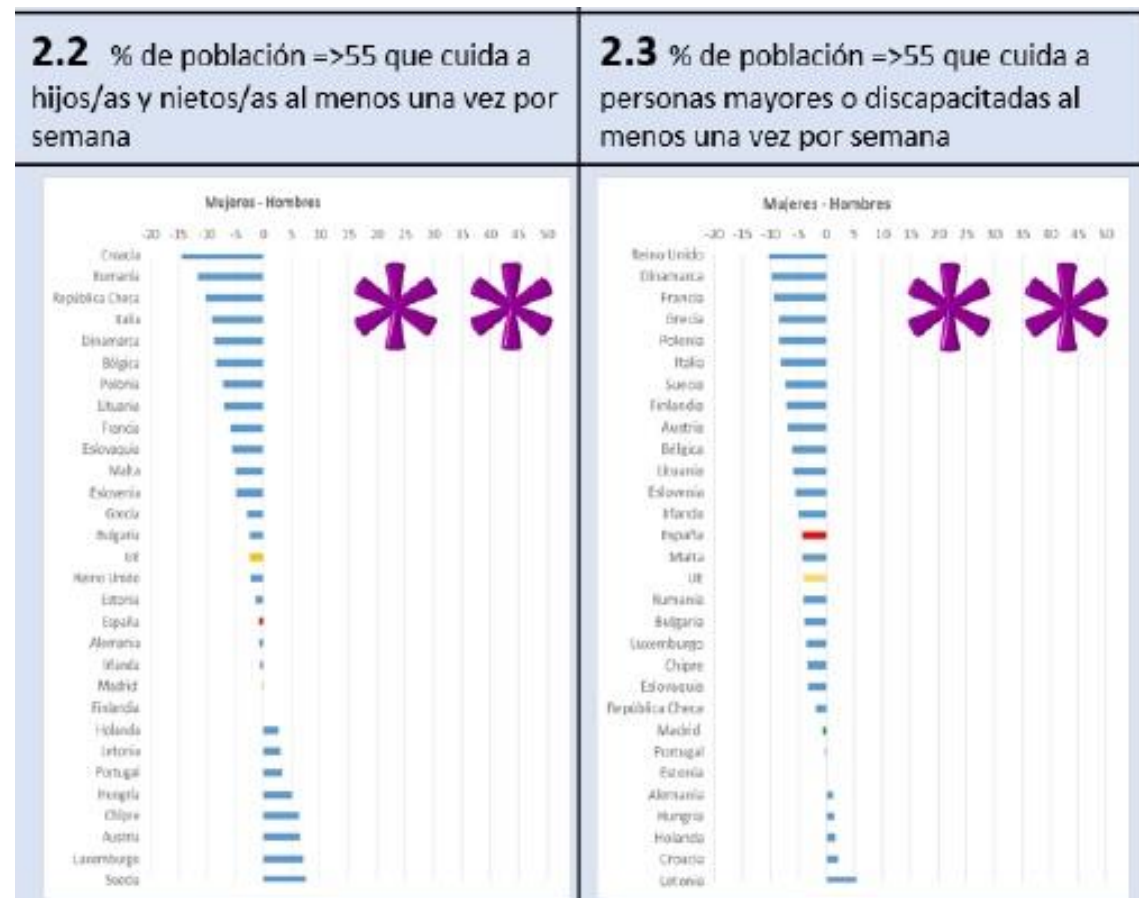 2.2 % de población =>55 que cuida a
hijos/as y nietos/as al menos una vez por
semana
Mujeres - Hombres
-20 -15 -10 -5 0 5 10 15 20 25 30 35 40 45 50
Croacia
Rumanía
República Checa
Italia
Dinamarca
Bélgica
Polonia
Lituania
Francia
Eslovaquia
Malta
Eslovenia
Grecia
Bulgaria
UE
Reino Unido
Estonia
España
Alemania
Irlanda
Madrid
Finlandia
Holanda
Letonia
Portugal
Hungría
Chipre
Austria
Luxemburgo
Suecia
2.3 % de población =>55 que cuida a
personas mayores o discapacitadas al
menos una vez por semana
Mujeres - Hombres
-20 -15 -10 -5 0 5 10 15 20 25 30 35 40 45 50
Reino Unido
Dinamarca
Francia
Grecia
Polonia
Italia
Suecia
Finlandia
Austria
Bélgica
Lituania
Eslovenia
Irlanda
España
Malta
UE
Rumania
Bulgaria
Luxemburgo
Chipre
Eslovaquia
República Checa
Madrid
Portugal
Estonia
Alemania
Hungría
Holanda
Croacia
Letonia